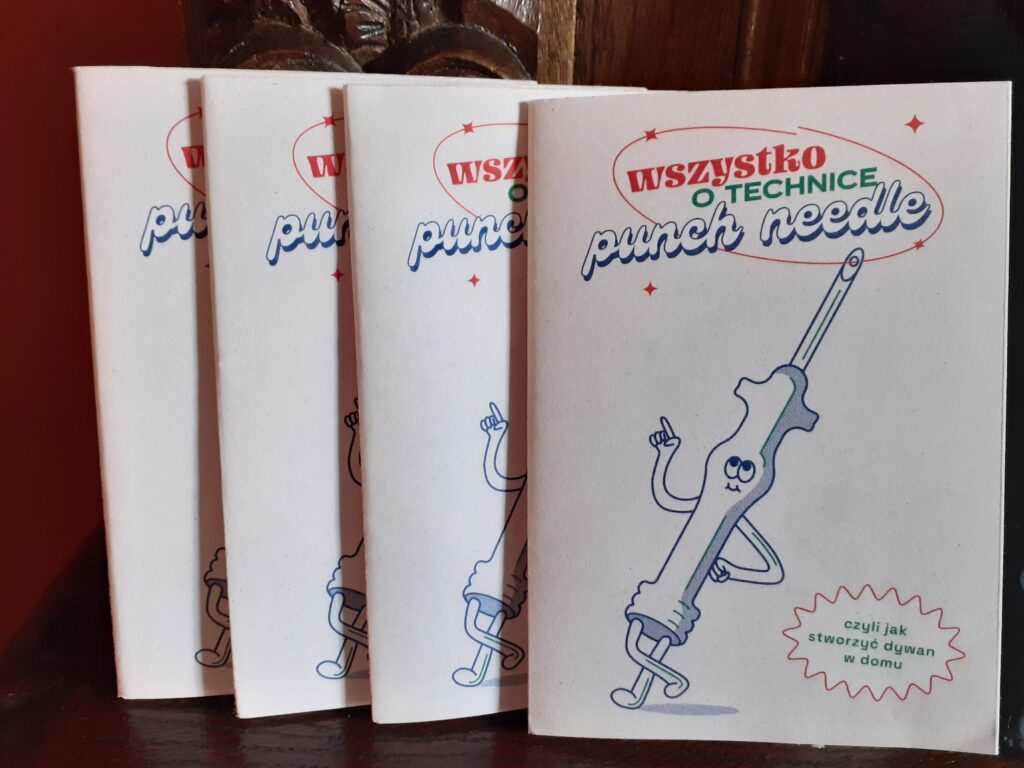 wszystko
O TECHNICE
punch needle
czyli jak
stworzyć dywan
w domu